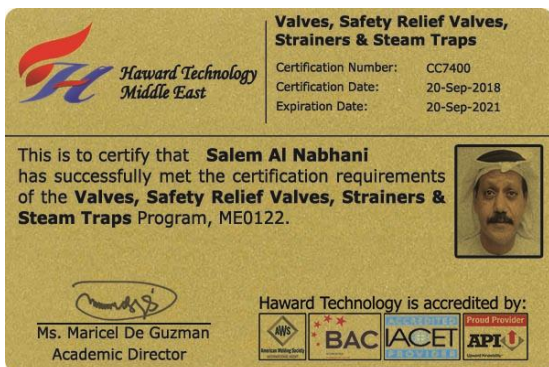 Haward Technology
Middle East
Valves, Safety Relief Valves,
Strainers & Steam Traps
Certification Number: CC7400
Certification Date: 20-Sep-2018
Expiration Date: 20-Sep-2021
This is to certify that Salem Al Nabhani
has successfully met the certification requirements
of the Valves, Safety Relief Valves, Strainers &
Steam Traps Program, ME0122.
Ms. Maricel De Guzman
Academic Director
Haward Technology is accredited by:
AWS
American Welding Society
BAC
ACCREDITED
IACET
PROVIDER
Proud Provider
API U